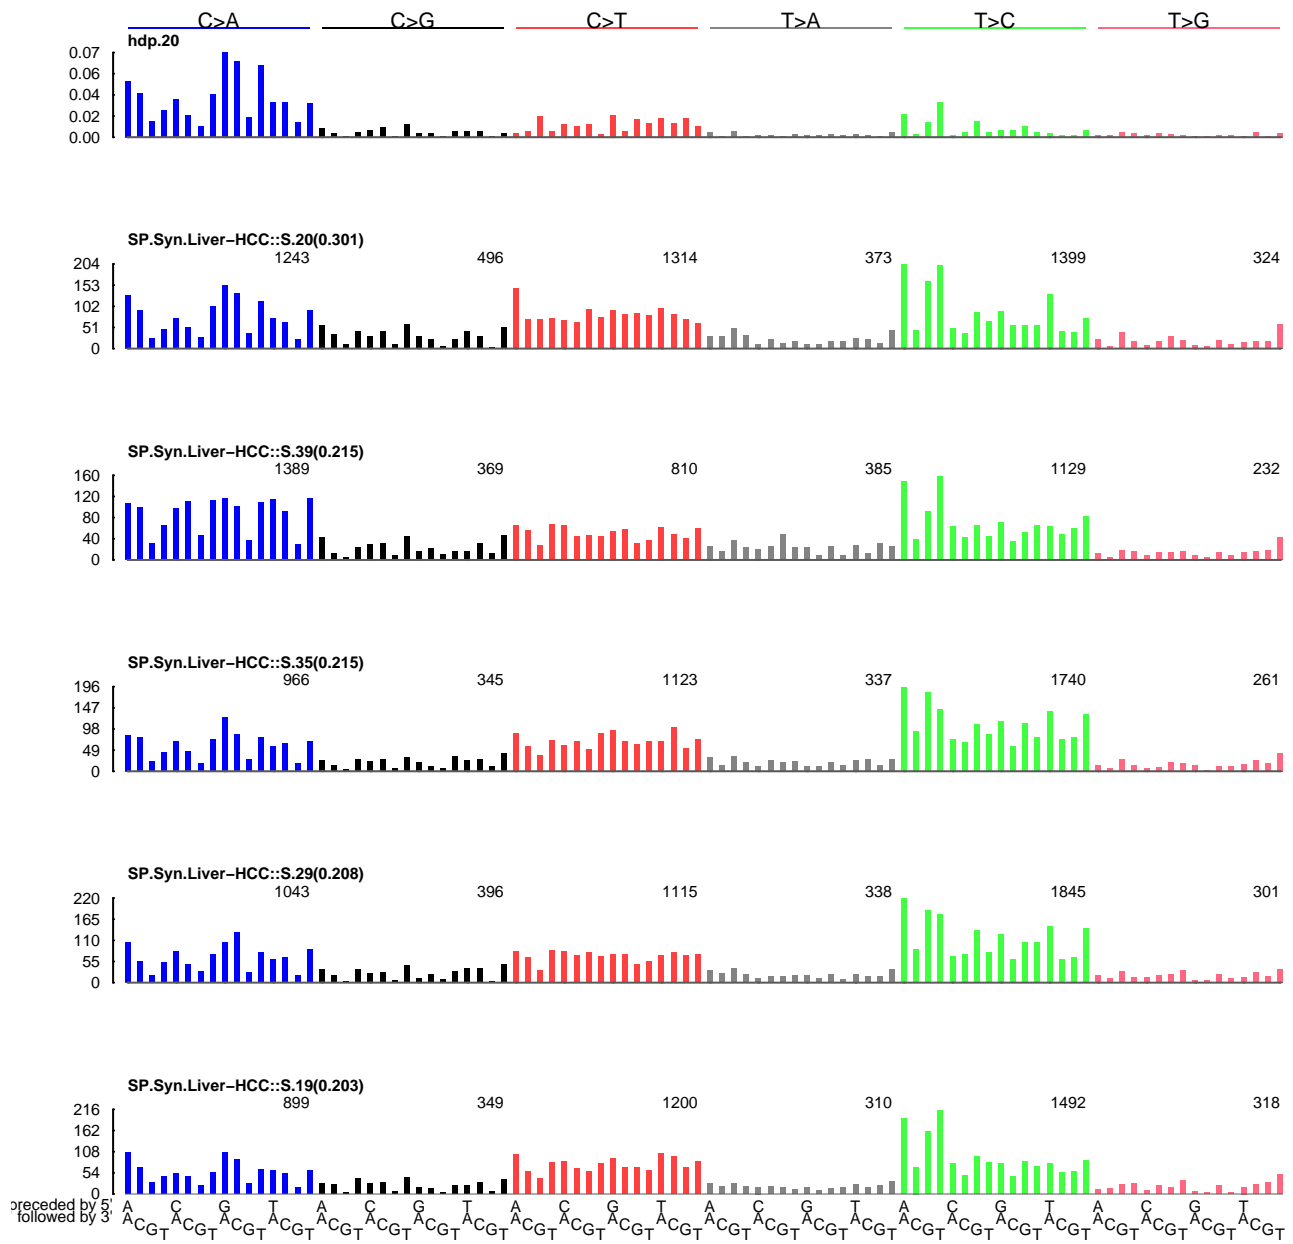 C>A C>G C>T T>A T>C T>G
hdp.20
0.07
0.06
0.04
0.02
0.00
SP.Syn.Liver−HCC::S.20(0.301)
1243 496 1314 373 1399 324
204
153
102
51
0
SP.Syn.Liver−HCC::S.39(0.215)
1389 369 810 385 1129 232
160
120
80
40
0
SP.Syn.Liver−HCC::S.35(0.215)
966 345 1123 337 1740 261
196
147
98
49
0
SP.Syn.Liver−HCC::S.29(0.208)
1043 396 1115 338 1845 301
220
165
110
55
0
SP.Syn.Liver−HCC::S.19(0.203)
899 349 1200 310 1492 318
216
162
108
54
0
preceded by 5' A C G T A C G T A C G T A C G T A C G T A C G T
followed by 3' A C G T A C G T A C G T A C G T A C G T A C G T A C G T A C G T A C G T A C G T A C G T A C G T A C G T A C G T A C G T A C G T A C G T A C G T A C G T A C G T A C G T A C G T A C G T A C G T